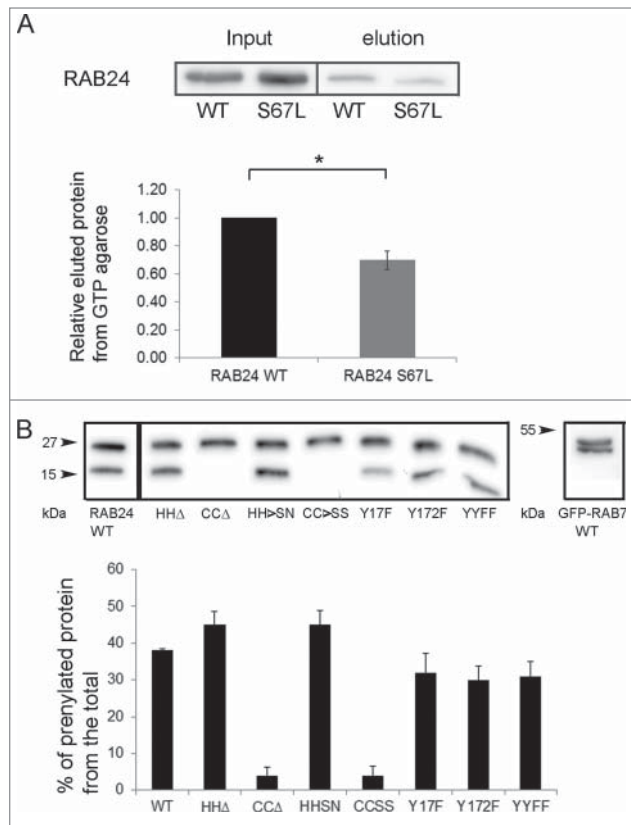 A
Input elution
RAB24
WT S67L WT S67L
*
Relative eluted protein
from GTP agarose
1.20
1.00
0.80
0.60
0.40
0.20
0.00
RAB24 WT RAB24 S67L
B
55
27
15
kDa RAB24 HHΔ CCΔ HH>SN CC>SS Y17F Y172F YYFF kDa GFP-RAB7
WT WT
% of prenylated protein
from the total
60
50
40
30
20
10
0
WT HHΔ CCΔ HHSN CCSS Y17F Y172F YYFF